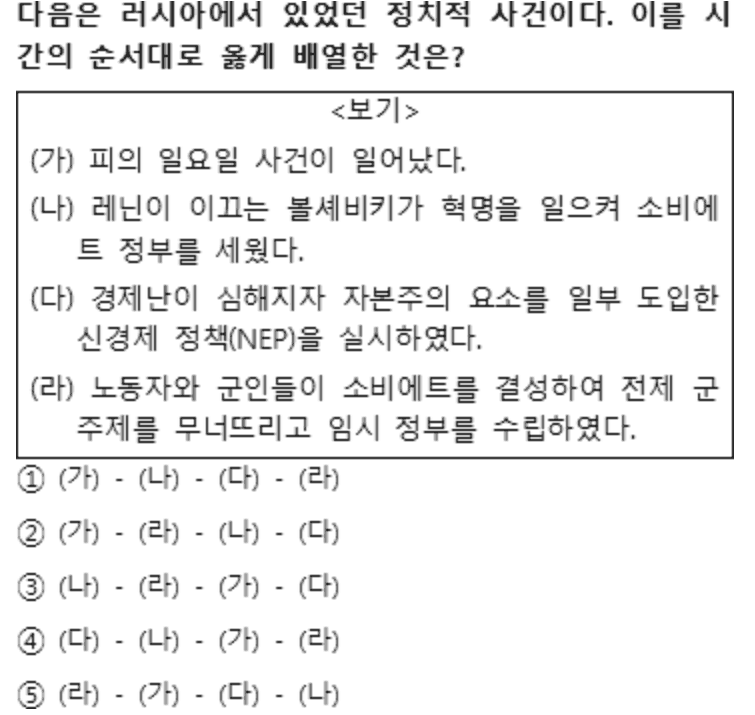 다음은 러시아에서 있었던 정치적 사건이다. 이를 시
간의 순서대로 옳게 배열한 것은?
<보기>
(가) 피의 일요일 사건이 일어났다.
(나) 레닌이 이끄는 볼셰비키가 혁명을 일으켜 소비에
트 정부를 세웠다.
(다) 경제난이 심해지자 자본주의 요소를 일부 도입한
신경제 정책(NEP)을 실시하였다.
(라) 노동자와 군인들이 소비에트를 결성하여 전제 군
주제를 무너뜨리고 임시 정부를 수립하였다.
① (가) - (나) - (다) - (라)
② (가) - (라) - (나) - (다)
③ (나) - (라) - (가) - (다)
④ (다) - (나) - (가) - (라)
⑤ (라) - (가) - (다) - (나)